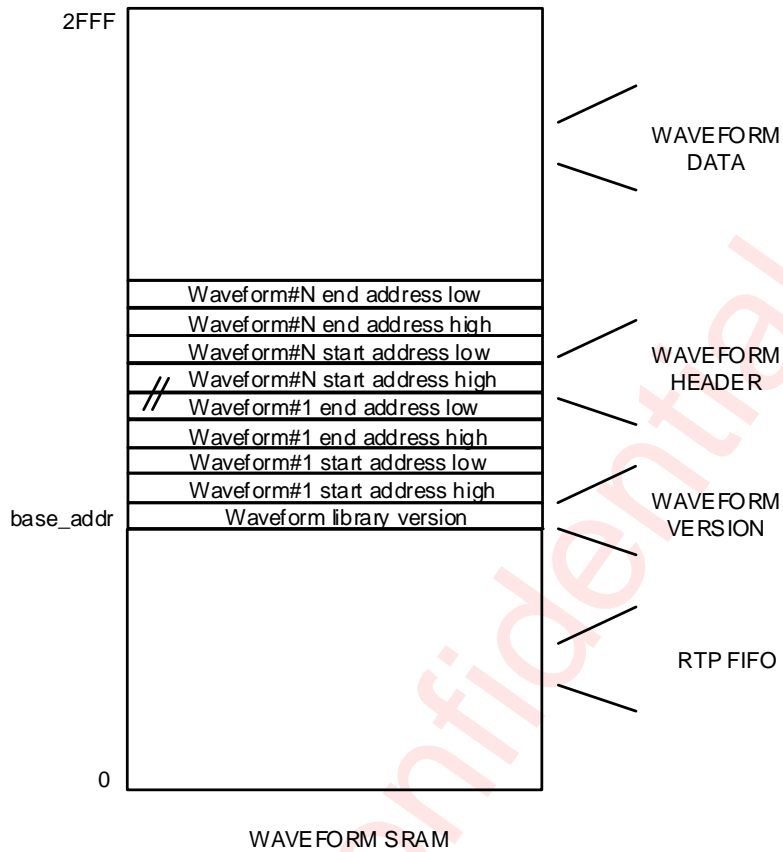 2FFF
WAVEFORM
DATA
Waveform#N end address low
Waveform#N end address high
Waveform#N start address low
WAVEFORM
HEADER
Waveform#N start address high
Waveform#1 end address low
Waveform#1 end address high
Waveform#1 start address low
Waveform#1 start address high
WAVEFORM
VERSION
base_addr
Waveform library version
RTP FIFO
0
WAVEFORM SRAM
onfidential